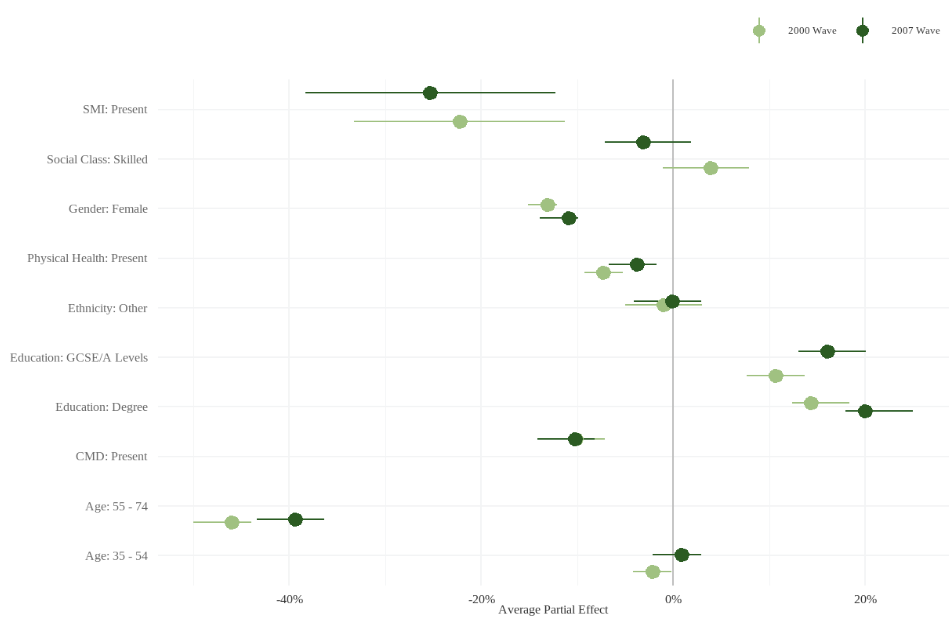 2000 Wave 2007 Wave
SMI: Present
Social Class: Skilled
Gender: Female
Physical Health: Present
Ethnicity: Other
Education: GCSE/A Levels
Education: Degree
CMD: Present
Age: 55 - 74
Age: 35 - 54
-40% -20% 0% 20%
Average Partial Effect